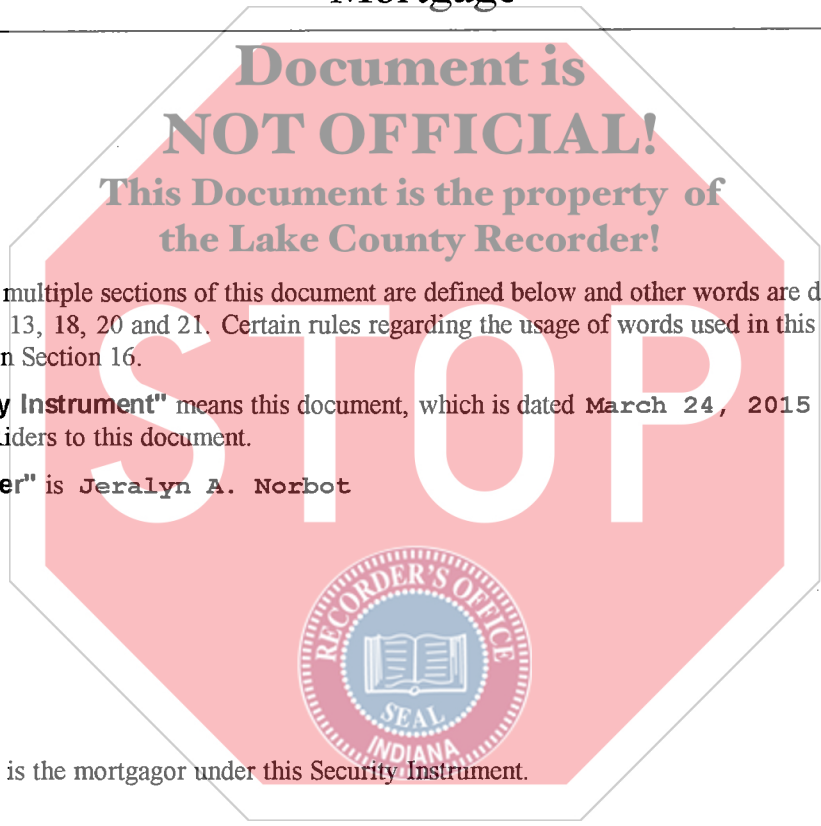 Mortgage
Document is
NOT OFFICIAL!
This Document is the property of
the Lake County Recorder!
multiple sections of this document are defined below and other words are d
13, 18, 20 and 21. Certain rules regarding the usage of words used in this
n Section 16.
y Instrument" means this document, which is dated March 24, 2015
iders to this document.
er" is Jeralyn A. Norbot
STOP
RECORDER'S OFFICE
SEAL
INDIANA
is the mortgagor under this Security Instrument.